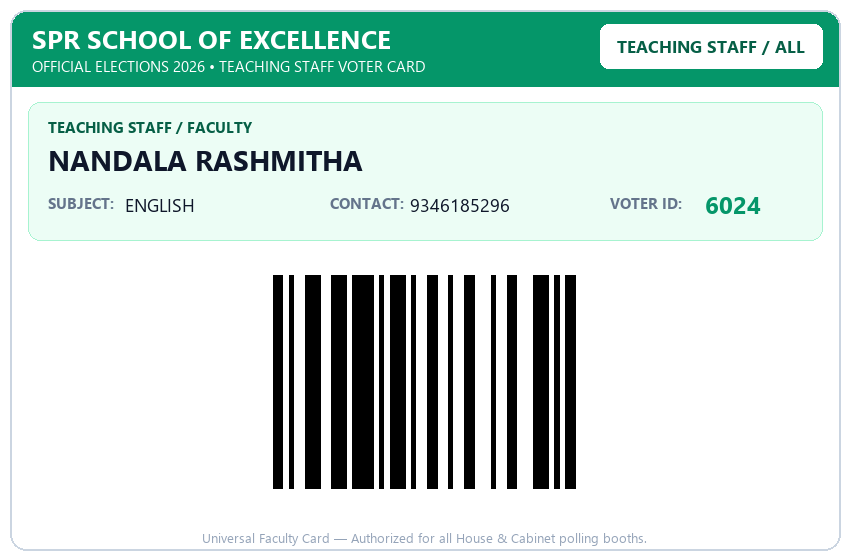 SPR SCHOOL OF EXCELLENCE
OFFICIAL ELECTIONS 2026 • TEACHING STAFF VOTER CARD
TEACHING STAFF / ALL
TEACHING STAFF / FACULTY
NANDALA RASHMITHA
SUBJECT: ENGLISH CONTACT: 9346185296 VOTER ID: 6024
Universal Faculty Card — Authorized for all House & Cabinet polling booths.